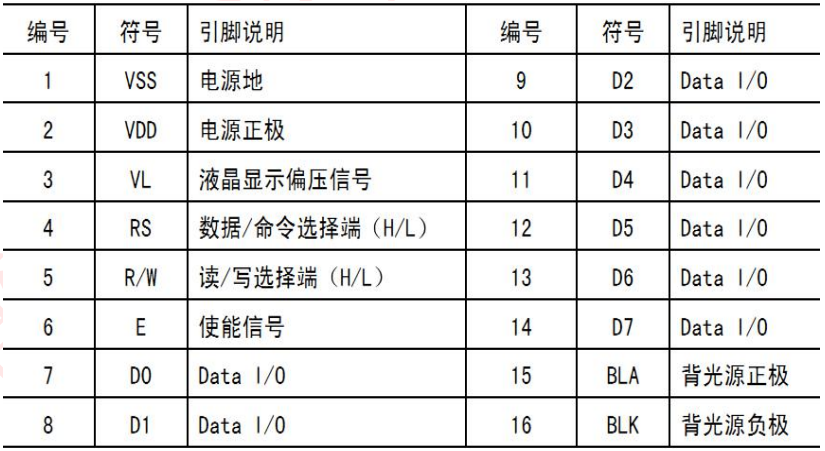 编号 符号 引脚说明 编号 符号 引脚说明
1 VSS 电源地 9 D2 Data I/O
2 VDD 电源正极 10 D3 Data I/O
3 VL 液晶显示偏压信号 11 D4 Data I/O
4 RS 数据/命令选择端（H/L） 12 D5 Data I/O
5 R/W 读/写选择端（H/L） 13 D6 Data I/O
6 E 使能信号 14 D7 Data I/O
7 D0 Data I/O 15 BLA 背光源正极
8 D1 Data I/O 16 BLK 背光源负极